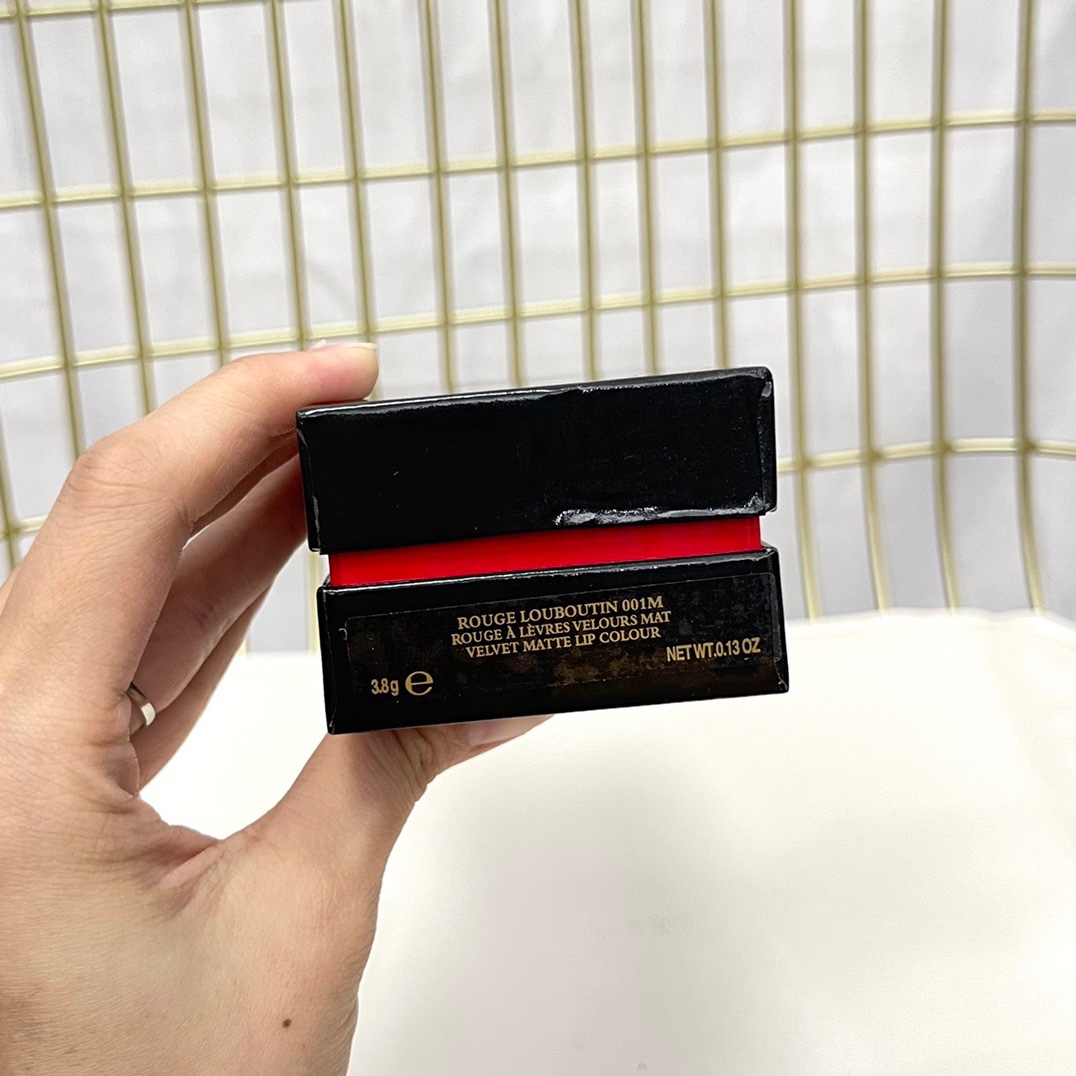 ROUGE LOUBOUTIN 001M
ROUGE À LÈVRES VELOURS MAT
VELVET MATTE LIP COLOUR
3.8g ℮
NET WT.0.13 OZ